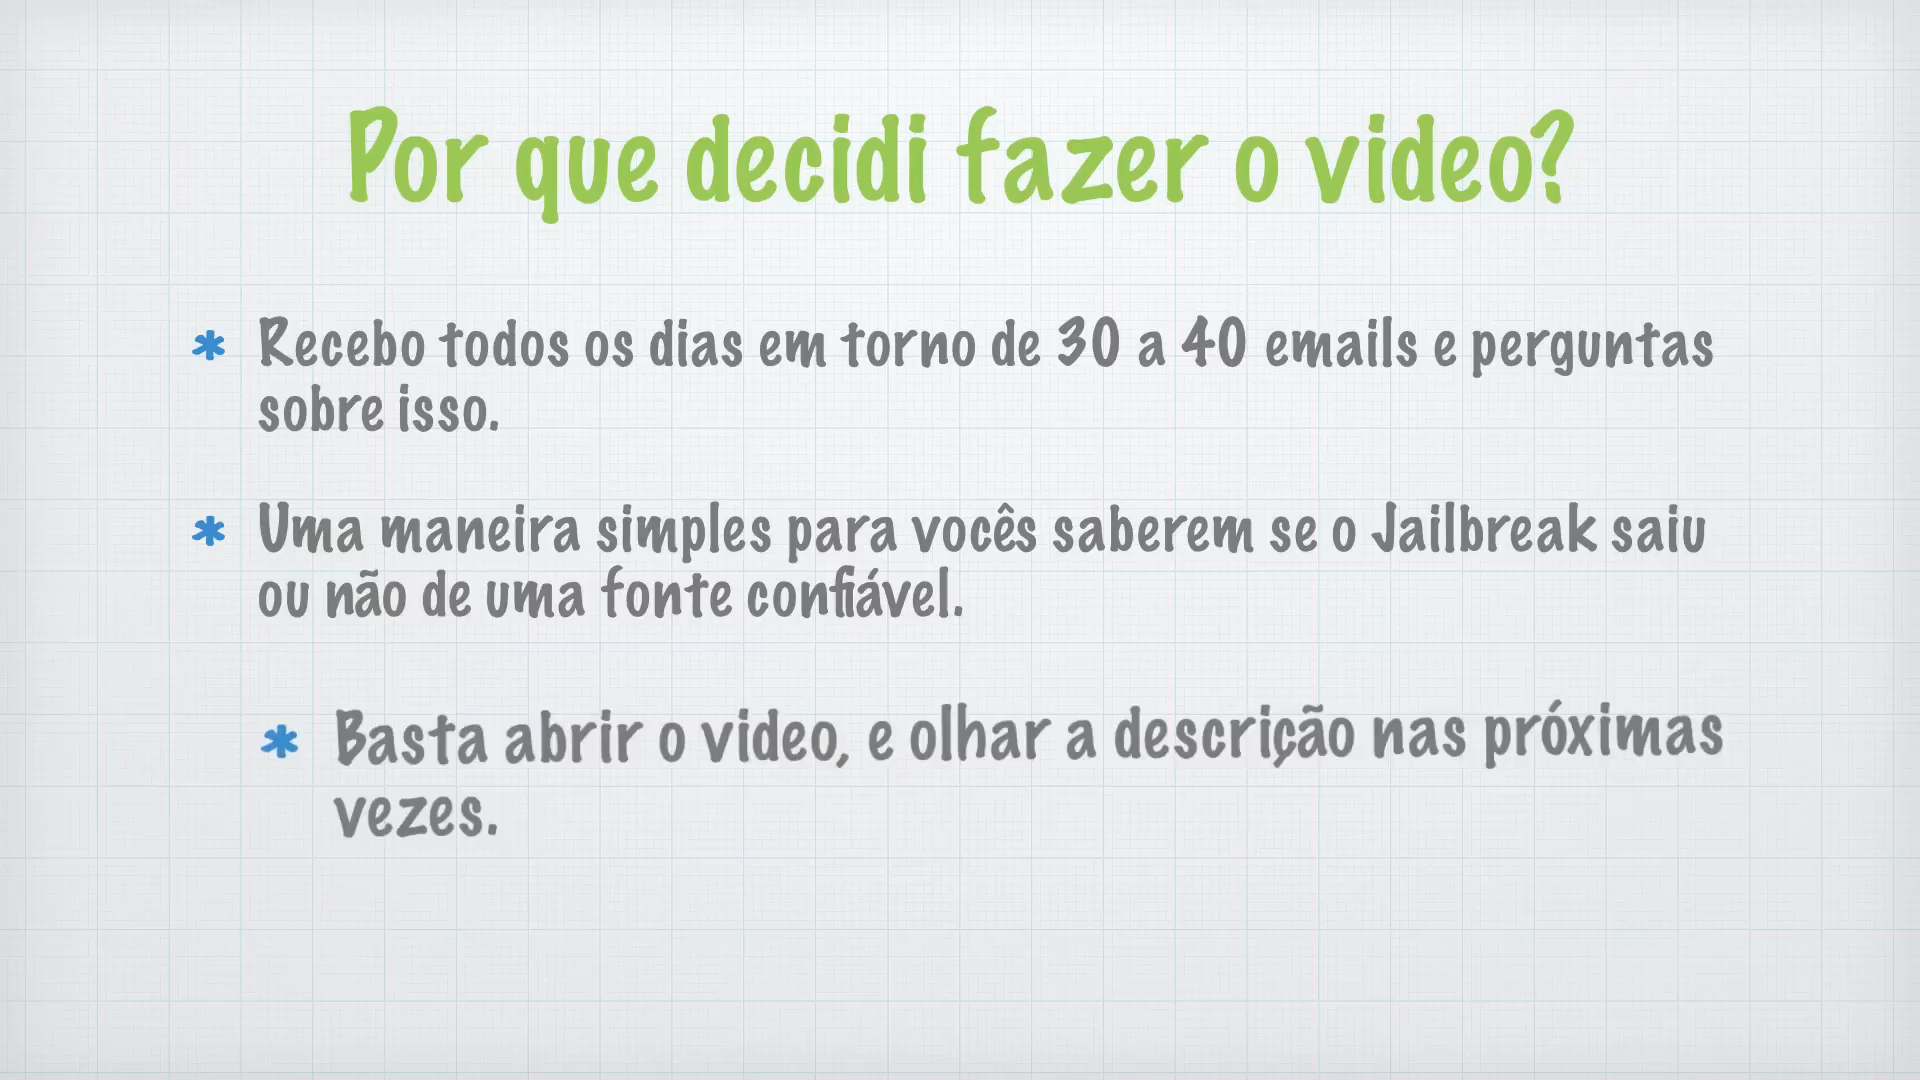 Por que decidi fazer o video?
* Recebo todos os dias em torno de 30 a 40 emails e perguntas
sobre isso.
* Uma maneira simples para vocês saberem se o Jailbreak saiu
ou não de uma fonte confiável.
* Basta abrir o video, e olhar a descrição nas próximas
vezes.